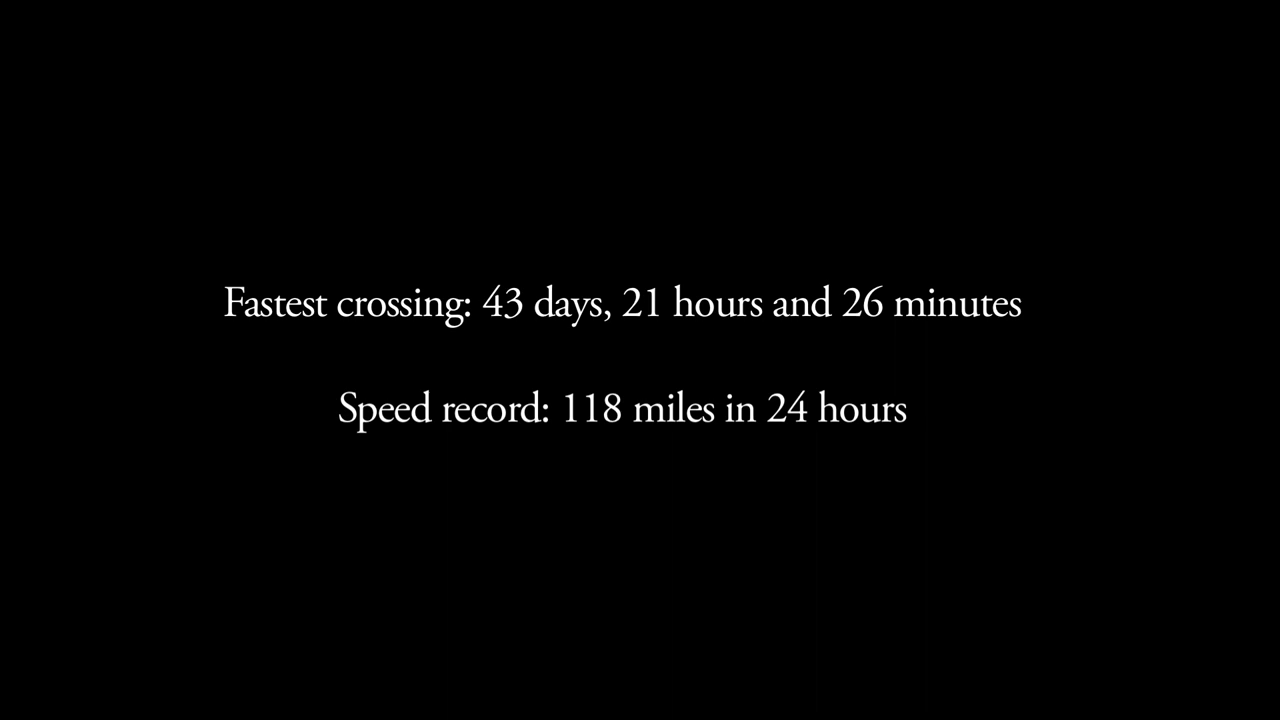 Fastest crossing: 43 days, 21 hours and 26 minutes
Speed record: 118 miles in 24 hours